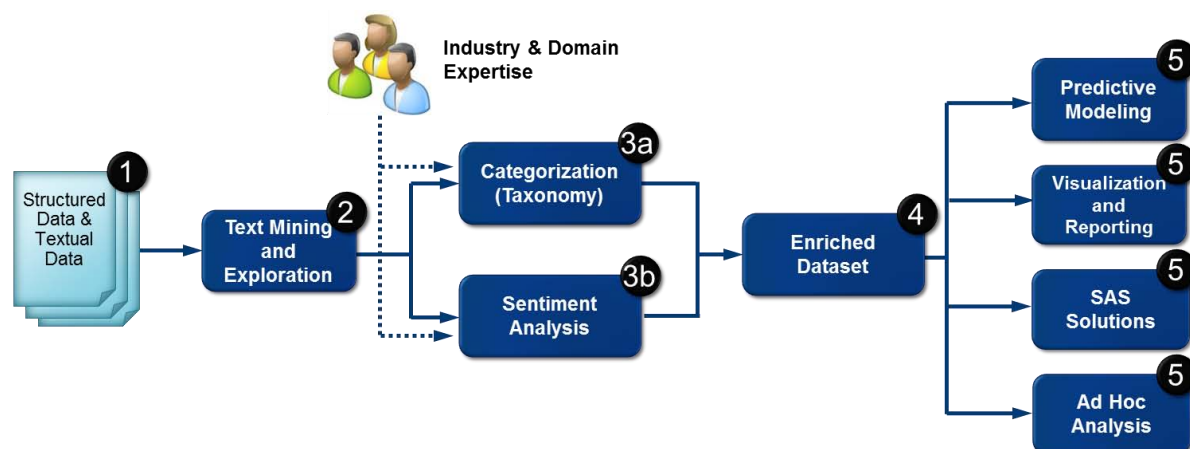 Industry & Domain
Expertise
1
Structured
Data &
Textual
Data
2
Text Mining
and
Exploration
3a
Categorization
(Taxonomy)
3b
Sentiment
Analysis
4
Enriched
Dataset
5
Predictive
Modeling
5
Visualization
and
Reporting
5
SAS
Solutions
5
Ad Hoc
Analysis